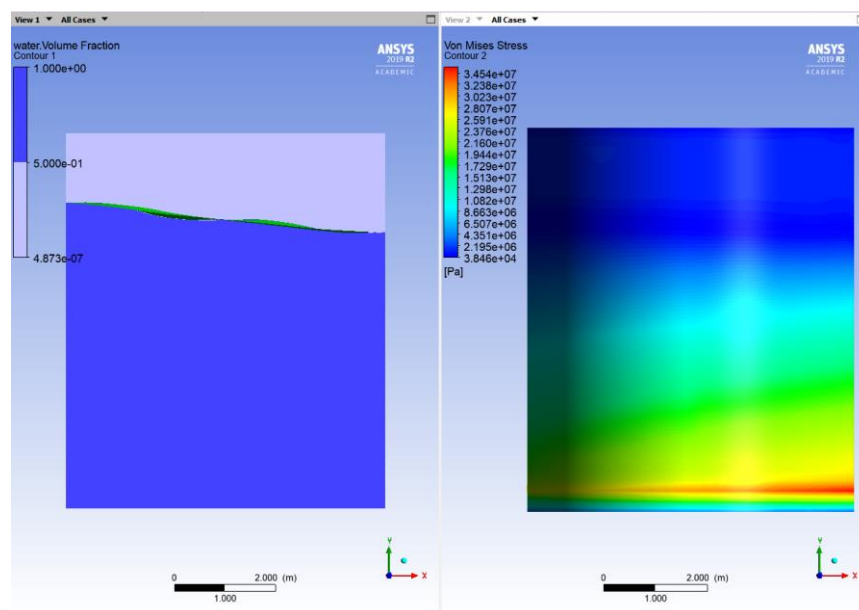 View 1 ▼ All Cases ▼
water.Volume Fraction
Contour 1
1.000e+00
5.000e-01
4.873e-07
ANSYS
2019 R2
ACADEMIC
Y
X
0 2.000 (m)
1.000
View 2 ▼ All Cases ▼
Von Mises Stress
Contour 2
3.454e+07
3.238e+07
3.023e+07
2.807e+07
2.591e+07
2.376e+07
2.160e+07
1.944e+07
1.729e+07
1.513e+07
1.298e+07
1.082e+07
8.663e+06
6.507e+06
4.351e+06
2.195e+06
3.846e+04
[Pa]
ANSYS
2019 R2
ACADEMIC
Y
X
0 2.000 (m)
1.000